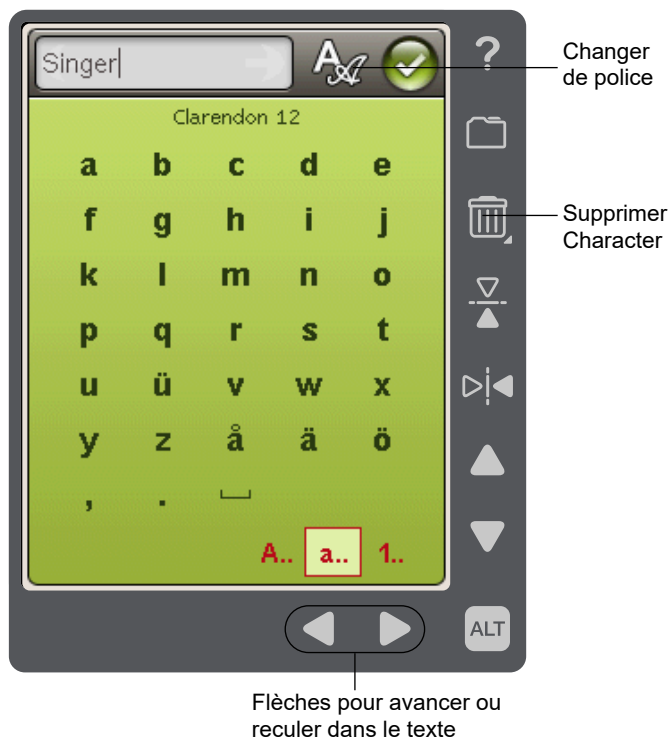 Singer
?
Changer
de police
Clarendon 12
a b c d e
f g h i j
Supprimer
Character
k l m n o
p q r s t
u ü v w x
y z å ä ö
, .
A.. a.. 1..
ALT
Flèches pour avancer ou
reculer dans le texte